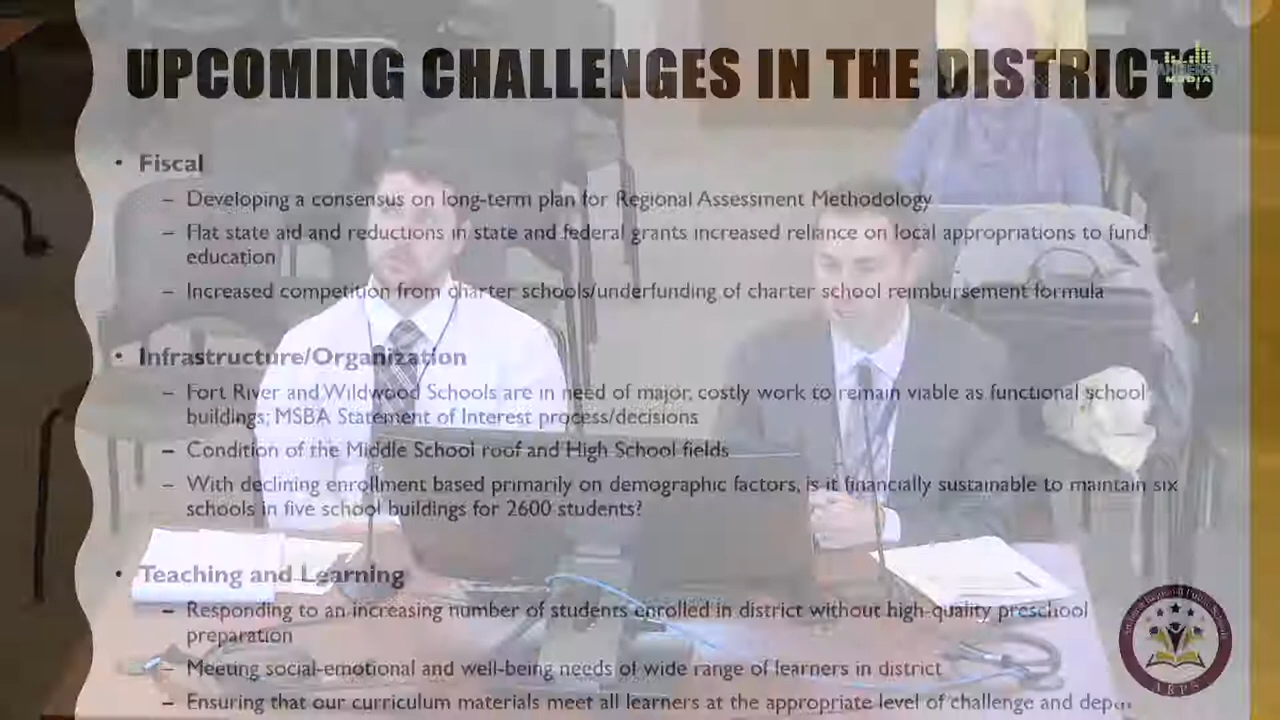 UPCOMING CHALLENGES IN THE DISTRICTS
AMHERST
MEDIA
• Fiscal
– Developing a consensus on long-term plan for Regional Assessment Methodology
– Flat state aid and reductions in state and federal grants increased reliance on local appropriations to fund
education
– Increased competition from charter schools/underfunding of charter school reimbursement formula
• Infrastructure/Organization
– Fort River and Wildwood Schools are in need of major, costly work to remain viable as functional school
buildings; MSBA Statement of Interest process/decisions
– Condition of the Middle School roof and High School fields
– With declining enrollment based primarily on demographic factors, is it financially sustainable to maintain six
schools in five school buildings for 2600 students?
• Teaching and Learning
– Responding to an increasing number of students enrolled in district without high-quality preschool
preparation
– Meeting social-emotional and well-being needs of wide range of learners in district
– Ensuring that our curriculum materials meet all learners at the appropriate level of challenge and
Amherst Regional Public Schools
ARPS